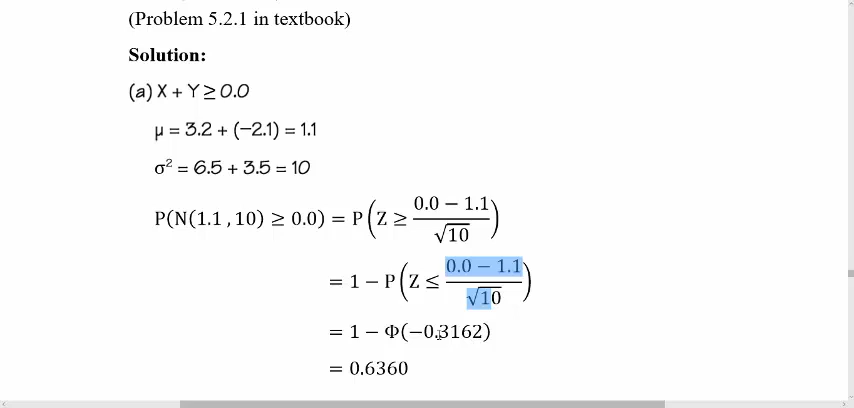 (Problem 5.2.1 in textbook)
Solution:
(a) X + Y ≥ 0.0
μ = 3.2 + (−2.1) = 1.1
σ² = 6.5 + 3.5 = 10
P(N(1.1 , 10) ≥ 0.0) = P(Z ≥ (0.0 − 1.1)/√10)
= 1 − P(Z ≤ (0.0 − 1.1)/√10)
= 1 − Φ(−0.3162)
= 0.6360